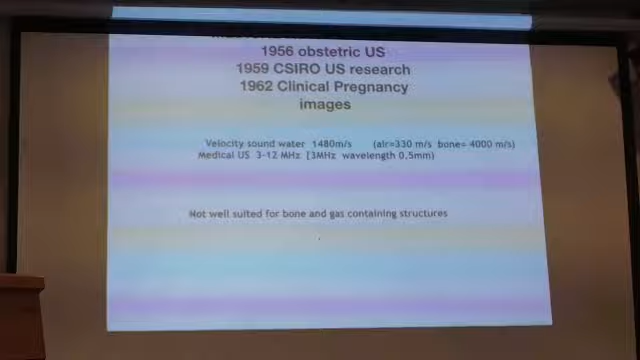 1956 obstetric US
1959 CSIRO US research
1962 Clinical Pregnancy
images
Velocity sound water 1480m/s (air=330 m/s bone= 4000 m/s)
Medical US 3-12 MHz [3MHz wavelength 0.5mm)
Not well suited for bone and gas containing structures